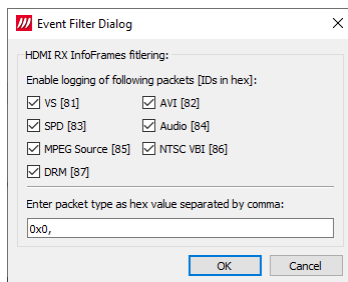 Event Filter Dialog
HDMI RX InfoFrames fitlering:
Enable logging of following packets [IDs in hex]:
VS [81] AVI [82]
SPD [83] Audio [84]
MPEG Source [85] NTSC VBI [86]
DRM [87]
Enter packet type as hex value separated by comma:
0x0,
OK Cancel